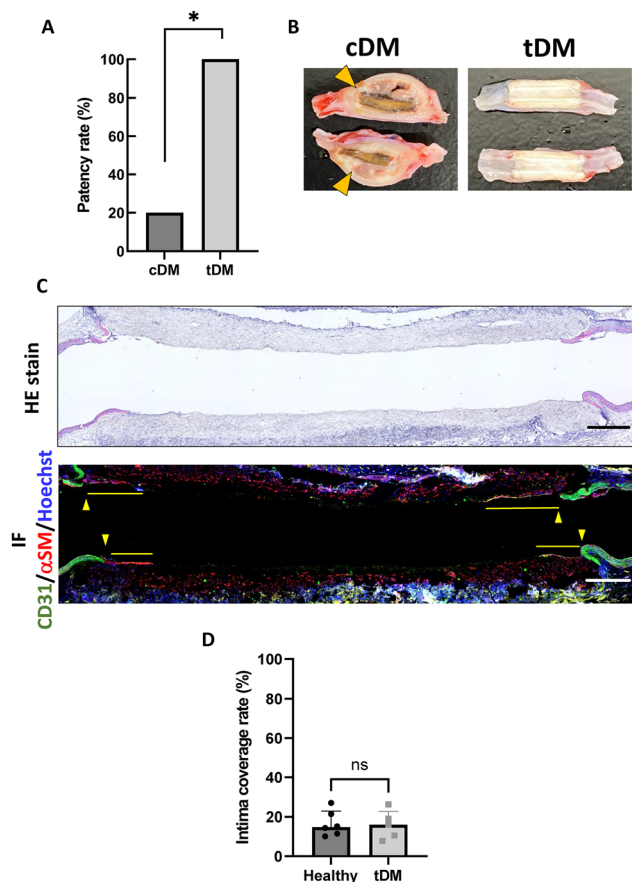 A
*
Patency rate (%)
100
80
60
40
20
0
cDM
tDM
B
cDM
tDM
C
HE stain
IF
CD31/αSM/Hoechst
D
Intima coverage rate (%)
100
80
60
40
20
0
ns
Healthy
tDM